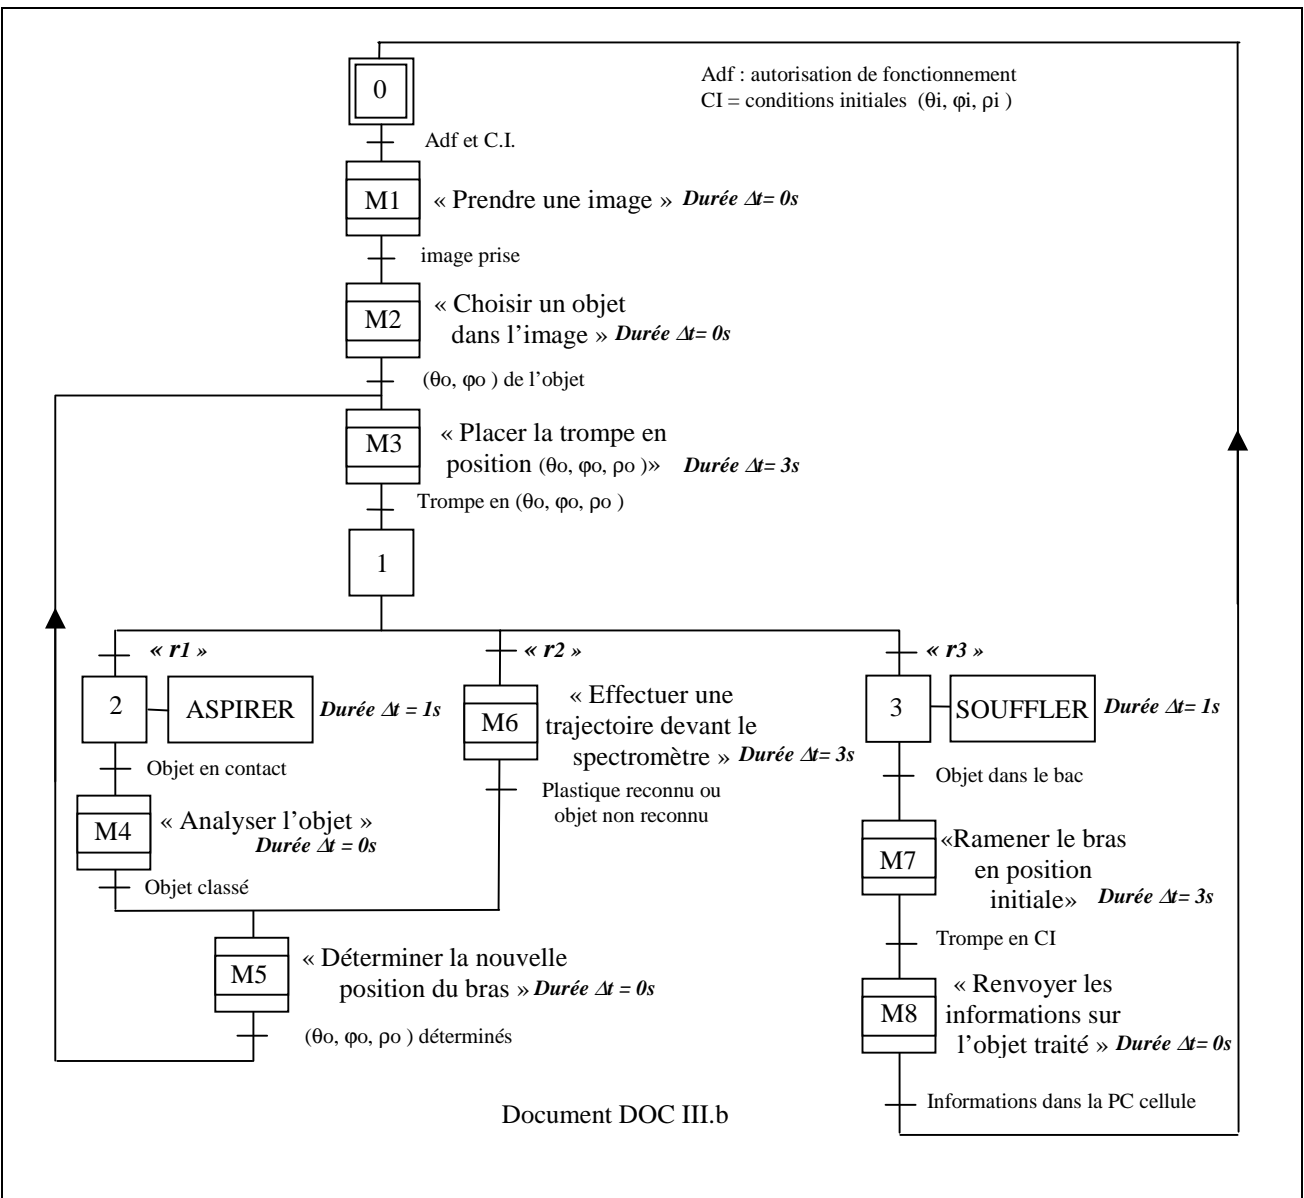 Adf : autorisation de fonctionnement
CI = conditions initiales (θi, φi, ρi )
0
Adf et C.I.
M1
« Prendre une image » Durée Δt= 0s
image prise
« Choisir un objet
M2
dans l’image » Durée Δt= 0s
(θo, φo ) de l’objet
« Placer la trompe en
M3
position (θo, φo, ρo )» Durée Δt= 3s
Trompe en (θo, φo, ρo )
1
« r1 »
« r2 »
« r3 »
2
ASPIRER
Durée Δt = 1s
Objet en contact
M4
« Analyser l’objet »
Durée Δt = 0s
Objet classé
M6
« Effectuer une
trajectoire devant le
spectromètre » Durée Δt= 3s
Plastique reconnu ou
objet non reconnu
M5
« Déterminer la nouvelle
position du bras » Durée Δt = 0s
(θo, φo, ρo ) déterminés
3
SOUFFLER
Durée Δt= 1s
Objet dans le bac
M7
«Ramener le bras
en position
initiale» Durée Δt= 3s
Trompe en CI
M8
« Renvoyer les
informations sur
l’objet traité » Durée Δt= 0s
Informations dans la PC cellule
Document DOC III.b